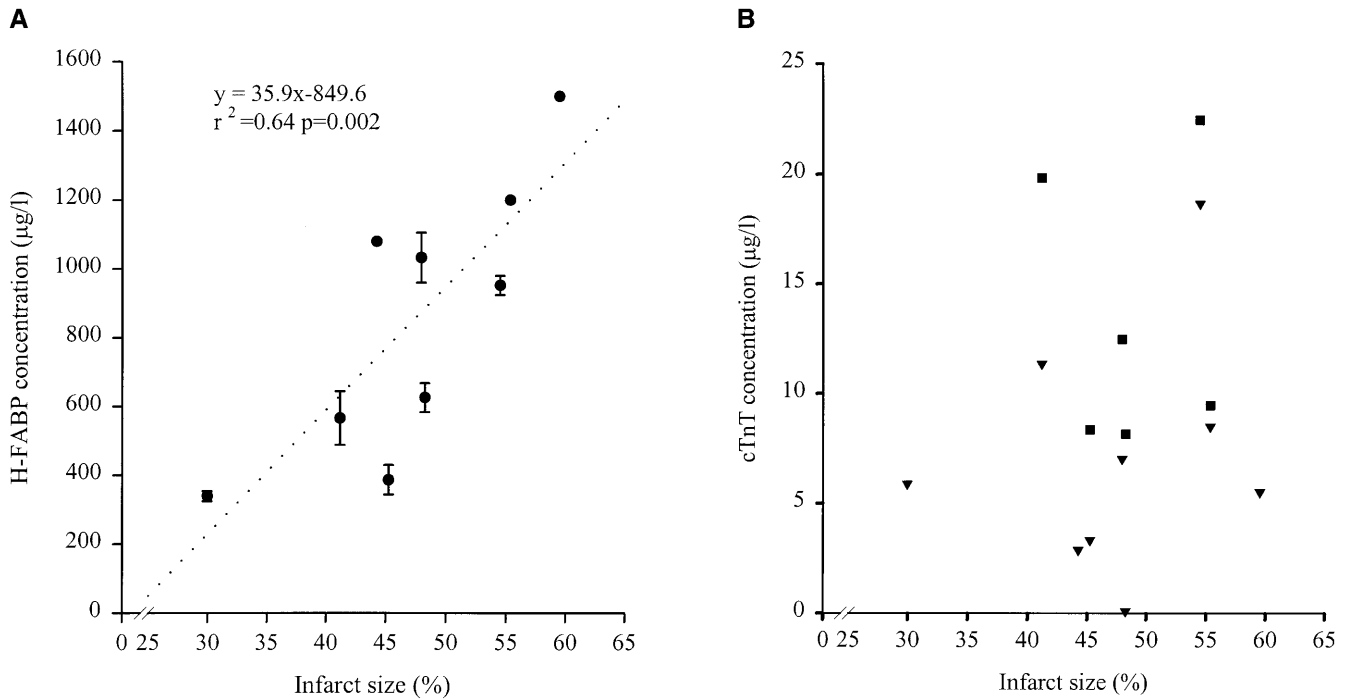 A
H-FABP concentration (μg/l)
1600
1400
1200
1000
800
600
400
200
0
y = 35.9x-849.6
r 2 =0.64 p=0.002
0 25 30 35 40 45 50 55 60 65
Infarct size (%)
B
cTnT concentration (μg/l)
25
20
15
10
5
0
0 25 30 35 40 45 50 55 60 65
Infarct size (%)